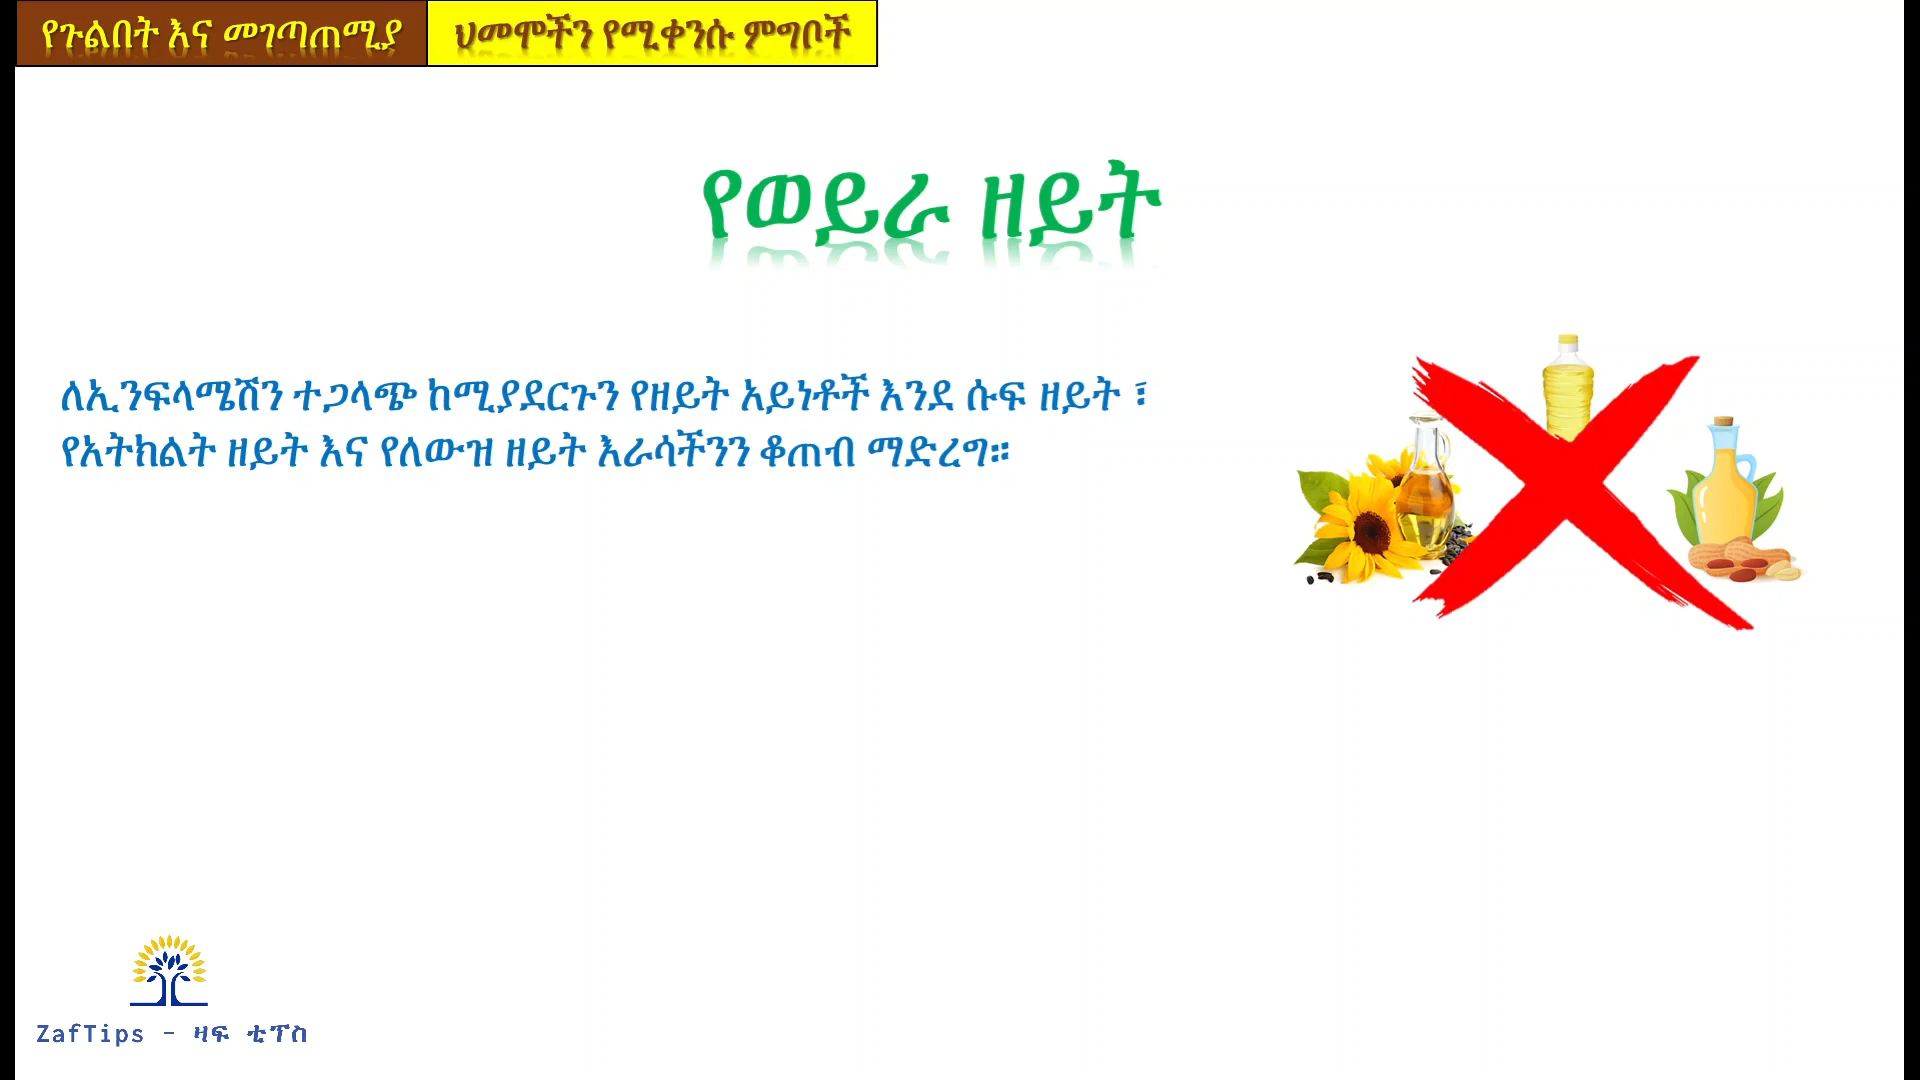 የጉልበት እና መገጣጠሚያ ህመሞችን የሚቀንሱ ምግቦች
የወይራ ዘይት
ለኢንፍላሜሽን ተጋላጭ ከሚያደርጉን የዘይት አይነቶች እንደ ሱፍ ዘይት ፣
የአትክልት ዘይት እና የለውዝ ዘይት እራሳችንን ቆጠብ ማድረግ።
ZafTips - ዛፍ ቲፕስ